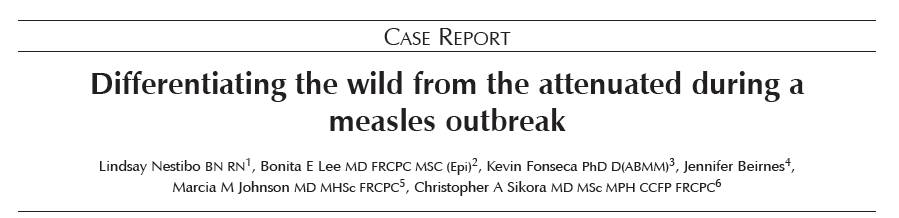 CASE REPORT
Differentiating the wild from the attenuated during a
measles outbreak
Lindsay Nestibo BN RN1, Bonita E Lee MD FRCPC MSC (Epi)2, Kevin Fonseca PhD D(ABMM)3, Jennifer Beirnes4,
Marcia M Johnson MD MHSc FRCPC5, Christopher A Sikora MD MSc MPH CCFP FRCPC6